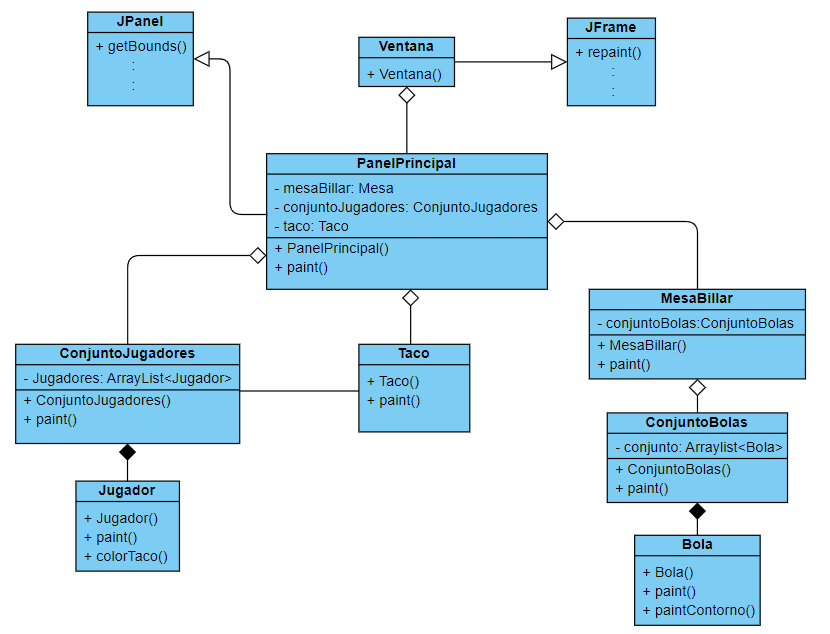 JPanel
+ getBounds()
:
:
Ventana
+ Ventana()
JFrame
+ repaint()
:
:
PanelPrincipal
- mesaBillar: Mesa
- conjuntoJugadores: ConjuntoJugadores
- taco: Taco
+ PanelPrincipal()
+ paint()
MesaBillar
- conjuntoBolas:ConjuntoBolas
+ MesaBillar()
+ paint()
ConjuntoJugadores
- Jugadores: ArrayList<Jugador>
+ ConjuntoJugadores()
+ paint()
Taco
+ Taco()
+ paint()
ConjuntoBolas
- conjunto: Arraylist<Bola>
+ ConjuntoBolas()
+ paint()
Jugador
+ Jugador()
+ paint()
+ colorTaco()
Bola
+ Bola()
+ paint()
+ paintContorno()